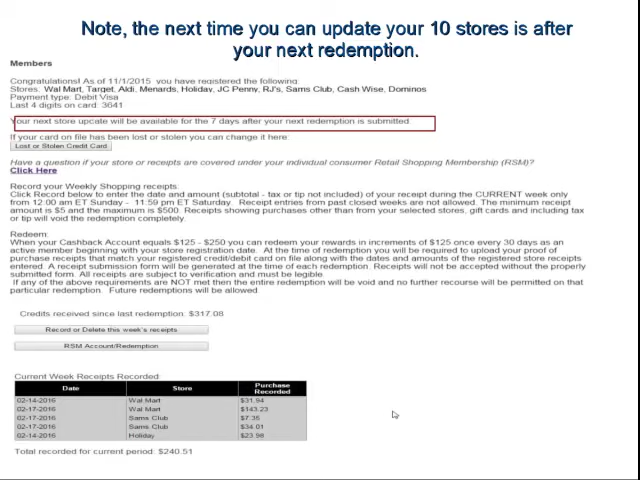 Note, the next time you can update your 10 stores is after
your next redemption.
Members
Congratulations! As of 11/1/2015 you have registered the following:
Stores: Wal Mart, Target, Aldi, Menards, Holiday, JC Penny, RJ's, Sams Club, Cash Wise, Dominos
Payment type: Debit Visa
Last 4 digits on card: 3641
Your next store update will be available for the 7 days after your next redemption is submitted
If your card on file has been lost or stolen you can change it here:
Lost or Stolen Credit Card
Have a question if your store or receipts are covered under your individual consumer Retail Shopping Membership (RSM)?
Click Here
Record your Weekly Shopping receipts:
Click Record below to enter the date and amount (subtotal - tax or tip not included) of your receipt during the CURRENT week only
from 12:00 am ET Sunday - 11:59 pm ET Saturday. Receipt entries from past closed weeks are not allowed. The minimum receipt
amount is $5 and the maximum is $500. Receipts showing purchases other than from your selected stores, gift cards and including tax
or tip will void the redemption completely.
Redeem:
When your Cashback Account equals $125 - $250 you can redeem your rewards in increments of $125 once every 30 days as an
active member beginning with your store registration date. At the time of redemption you will be required to upload your proof of
purchase receipts that match your registered credit/debit card on file along with the dates and amounts of the registered store receipts
entered. A receipt submission form will be generated at the time of each redemption. Receipts will not be accepted without the properly
submitted form. All receipts are subject to verification and must be legible.
If any of the above requirements are NOT met then the entire redemption will be void and no further recourse will be permitted on that
particular redemption. Future redemptions will be allowed
Credits received since last redemption: $317.08
Record or Delete this week's receipts
RSM Account/Redemption
Current Week Receipts Recorded:
Date Store Purchase Recorded
02-14-2016 Wal Mart $31.94
02-17-2016 Wal Mart $143.23
02-17-2016 Sams Club $7.35
02-17-2016 Sams Club $34.01
02-14-2016 Holiday $23.98
Total recorded for current period: $240.51